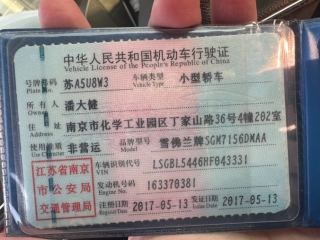 中华人民共和国机动车行驶证
Vehicle License of the People's Republic of China
号牌号码 苏A5U8W3 车辆类型 小型轿车
Plate No. Vehicle Type
所有人 潘大健
Owner
住址 南京市化学工业园区丁家山路36号4幢202室
Address
使用性质 非营运 品牌型号 雪佛兰牌SGM7156DMAA
Use Character Model
江苏省南京
市公安局
交通管理局
车辆识别代号 LSGBL5446HF043331
VIN
发动机号码 163370381
Engine No.
注册日期 2017-05-13 发证日期 2017-05-13
Register Date Issue Date